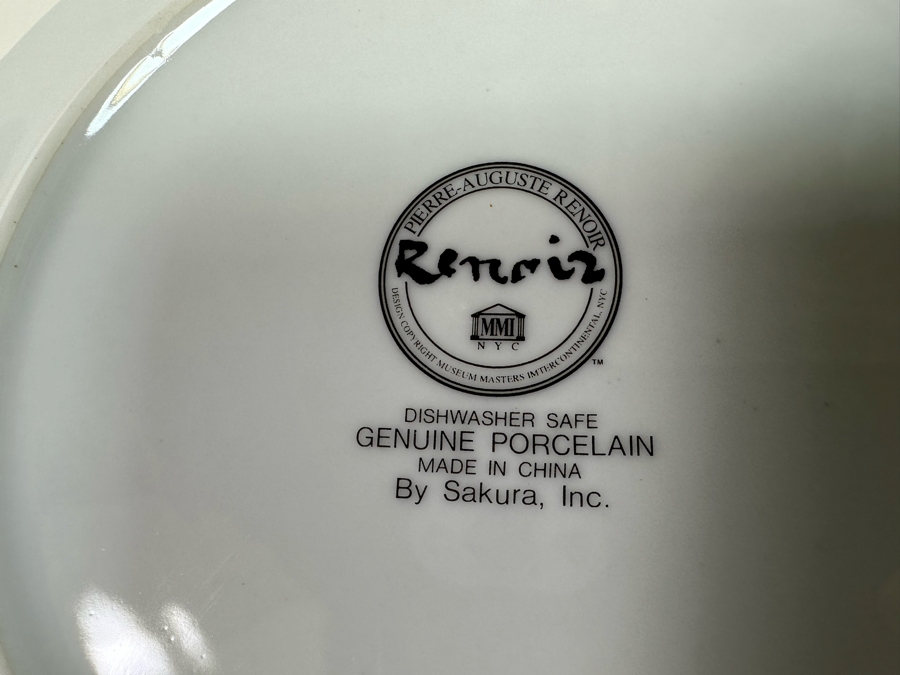 PIERRE-AUGUSTE RENOIR
Renoir
MMI
NYC
DESIGN COPYRIGHT MUSEUM MASTERS IMTERCONTINENTAL, NYC
TM
DISHWASHER SAFE
GENUINE PORCELAIN
MADE IN CHINA
By Sakura, Inc.